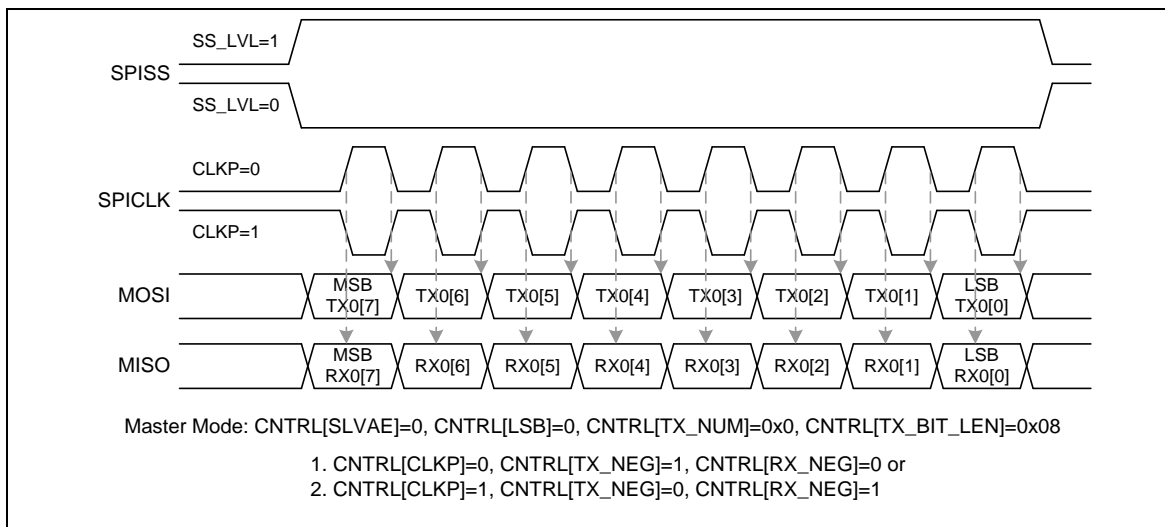 SS_LVL=1
SPISS
SS_LVL=0
CLKP=0
SPICLK
CLKP=1
MOSI
MSB TX0[7] TX0[6] TX0[5] TX0[4] TX0[3] TX0[2] TX0[1] LSB TX0[0]
MISO
MSB RX0[7] RX0[6] RX0[5] RX0[4] RX0[3] RX0[2] RX0[1] LSB RX0[0]
Master Mode: CNTRL[SLVAE]=0, CNTRL[LSB]=0, CNTRL[TX_NUM]=0x0, CNTRL[TX_BIT_LEN]=0x08
1. CNTRL[CLKP]=0, CNTRL[TX_NEG]=1, CNTRL[RX_NEG]=0 or
2. CNTRL[CLKP]=1, CNTRL[TX_NEG]=0, CNTRL[RX_NEG]=1